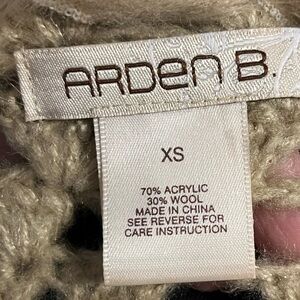 ARDEN B.
XS
70% ACRYLIC
30% WOOL
MADE IN CHINA
SEE REVERSE FOR
CARE INSTRUCTION